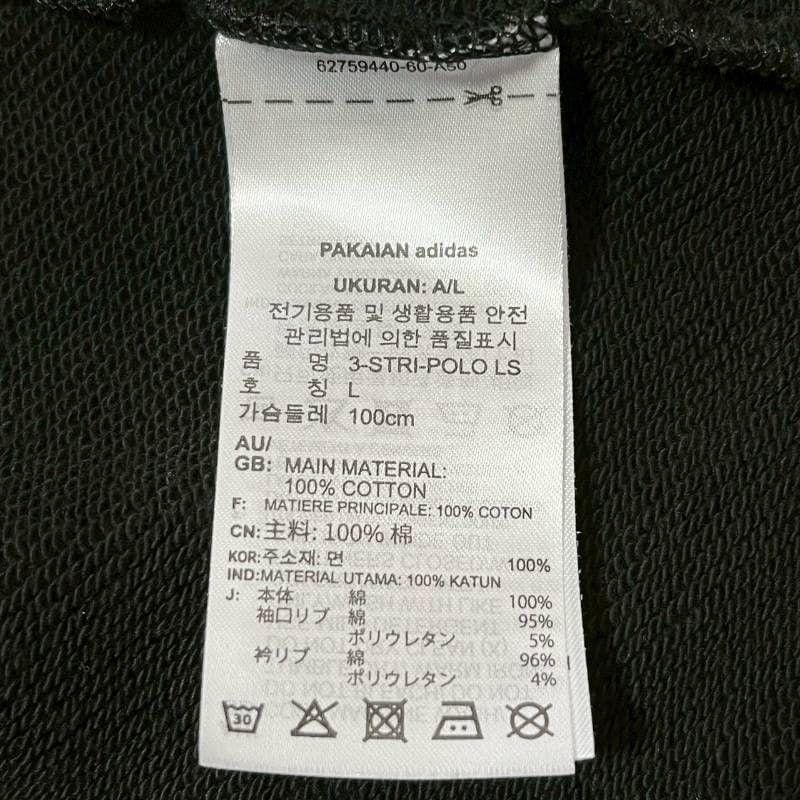 62759440-60-A50
PAKAIAN adidas
UKURAN: A/L
전기용품 및 생활용품 안전
관리법에 의한 품질표시
품 명 3-STRI-POLO LS
호 칭 L
가슴둘레 100cm
AU/
GB: MAIN MATERIAL:
100% COTTON
F: MATIERE PRINCIPALE: 100% COTON
CN: 主料: 100% 棉
KOR: 주소재: 면 100%
IND: MATERIAL UTAMA: 100% KATUN
J: 本体 綿 100%
袖口リブ 綿 95%
ポリウレタン 5%
衿リブ 綿 96%
ポリウレタン 4%
30